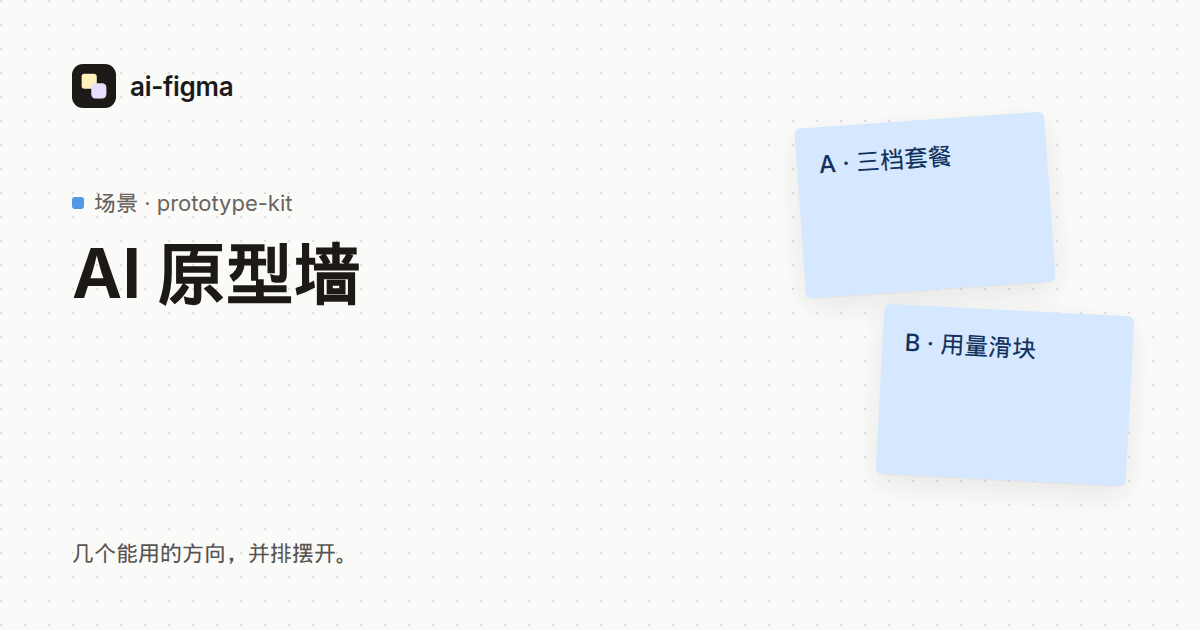 ai-figma
场景 · prototype-kit
AI 原型墙
几个能用的方向，并排摆开。
A · 三档套餐
B · 用量滑块